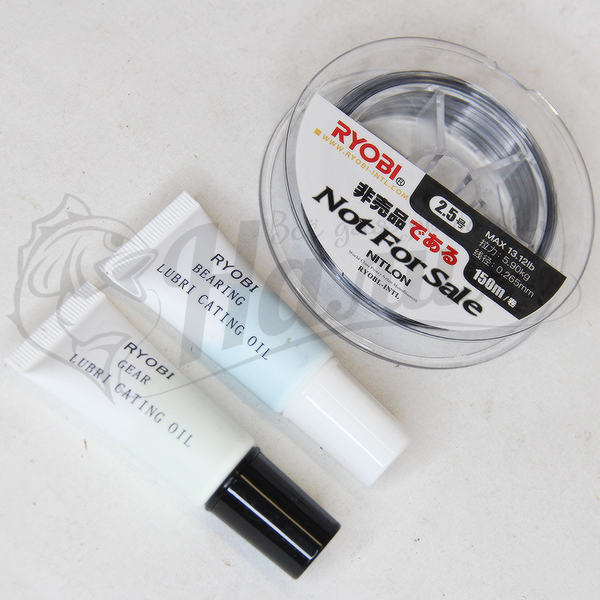 RYOBI®
WWW.RYOBI-INTL.COM
2.5号
非売品である
Not For Sale
NITLON
RYOBI-INTL
MAX 13.12lb
拉力: 5.90kg
线径: 0.265mm
150m/卷
RYOBI
BEARING
LUBRI CATING OIL
RYOBI
GEAR
LUBRI CATING OIL